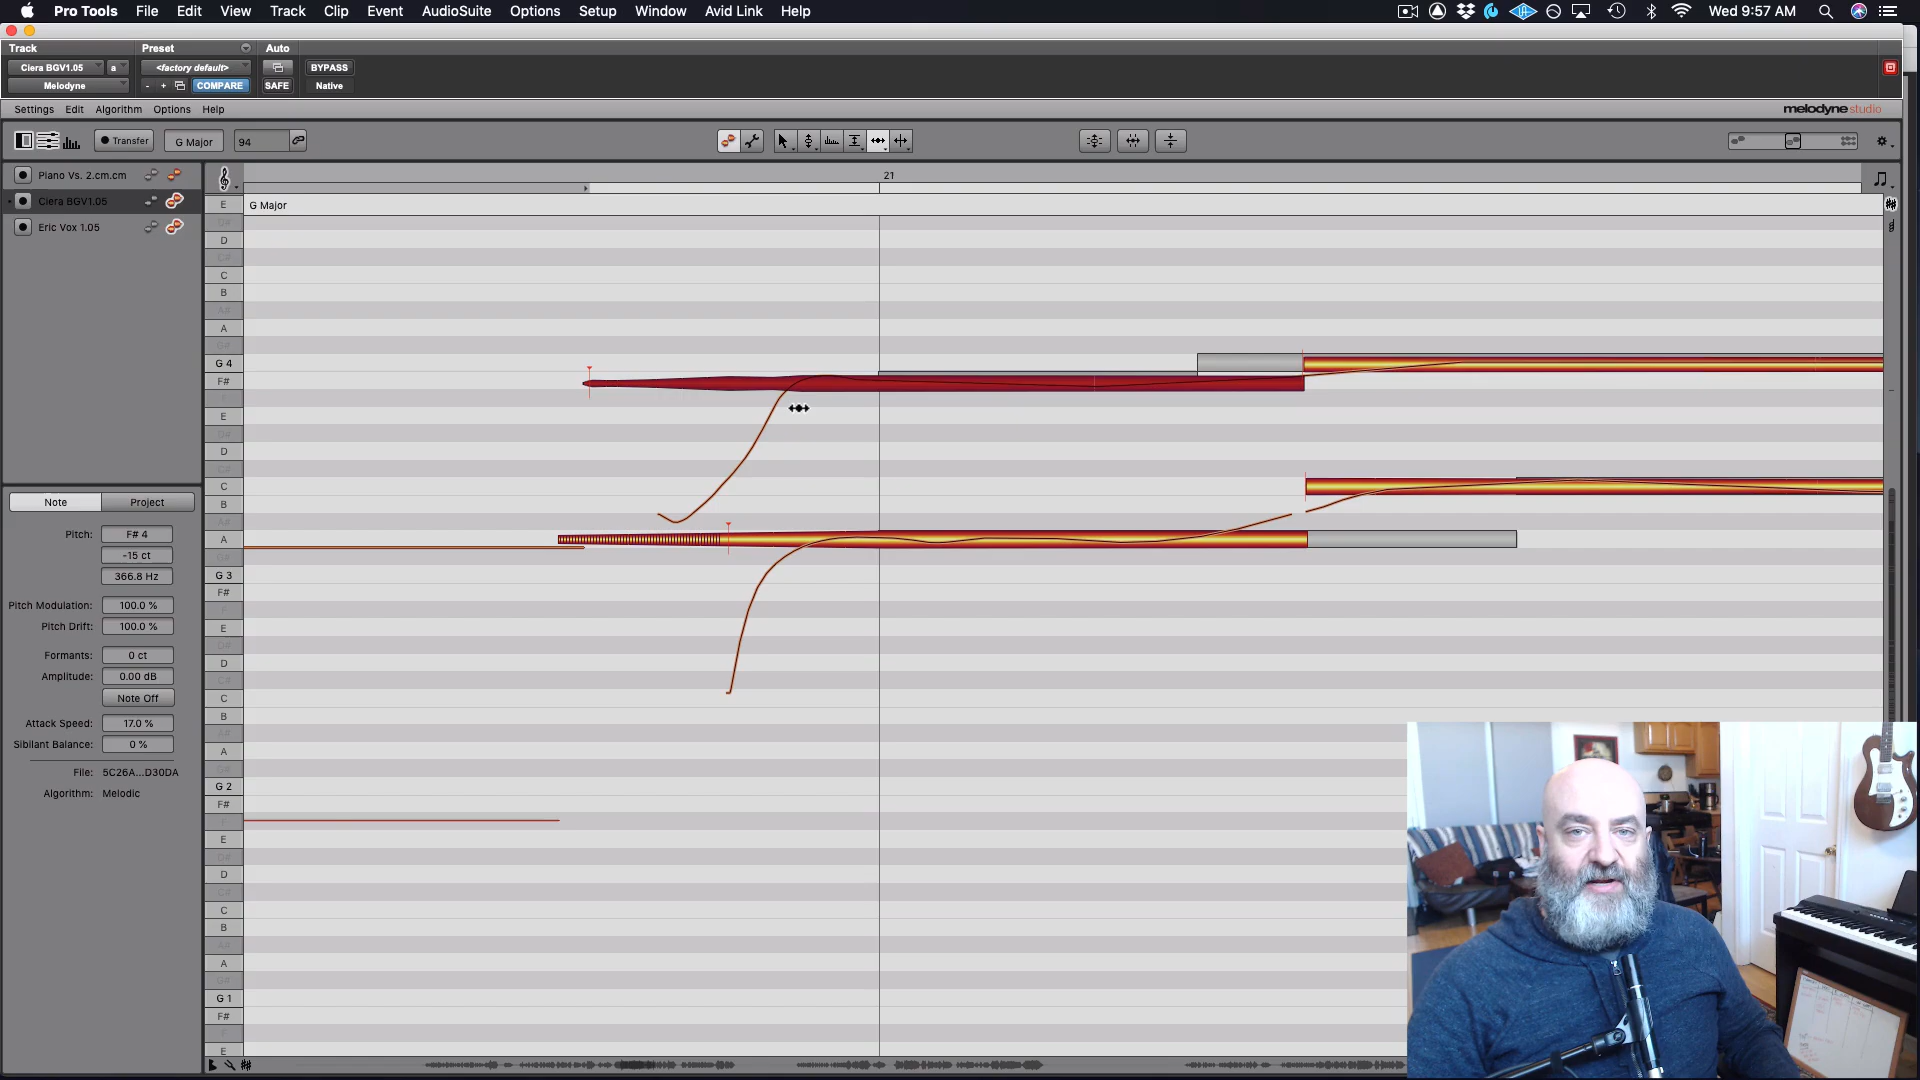 Pro Tools File Edit View Track Clip Event AudioSuite Options Setup Window Avid Link Help Wed 9:57 AM
Track Preset Auto
Ciera BGV1.05 a <factory default> BYPASS
Melodyne - + COMPARE SAFE Native
Settings Edit Algorithm Options Help melodyne studio
Transfer G Major 94
Piano Vs. 2.cm.cm
Ciera BGV1.05
Eric Vox 1.05
21
E G Major
D#
D
C#
C
B
A#
A
G#
G 4
F#
F
E
D#
D
C#
C
B
A#
A
G#
G 3
F#
F
E
D#
D
C#
C
B
A#
A
G#
G 2
F#
F
E
D#
D
C#
C
B
A#
A
G#
G 1
F#
F
E
Note Project
Pitch: F# 4
-15 ct
366.8 Hz
Pitch Modulation: 100.0 %
Pitch Drift: 100.0 %
Formants: 0 ct
Amplitude: 0.00 dB
Note Off
Attack Speed: 17.0 %
Sibilant Balance: 0 %
File: 5C26A...D30DA
Algorithm: Melodic